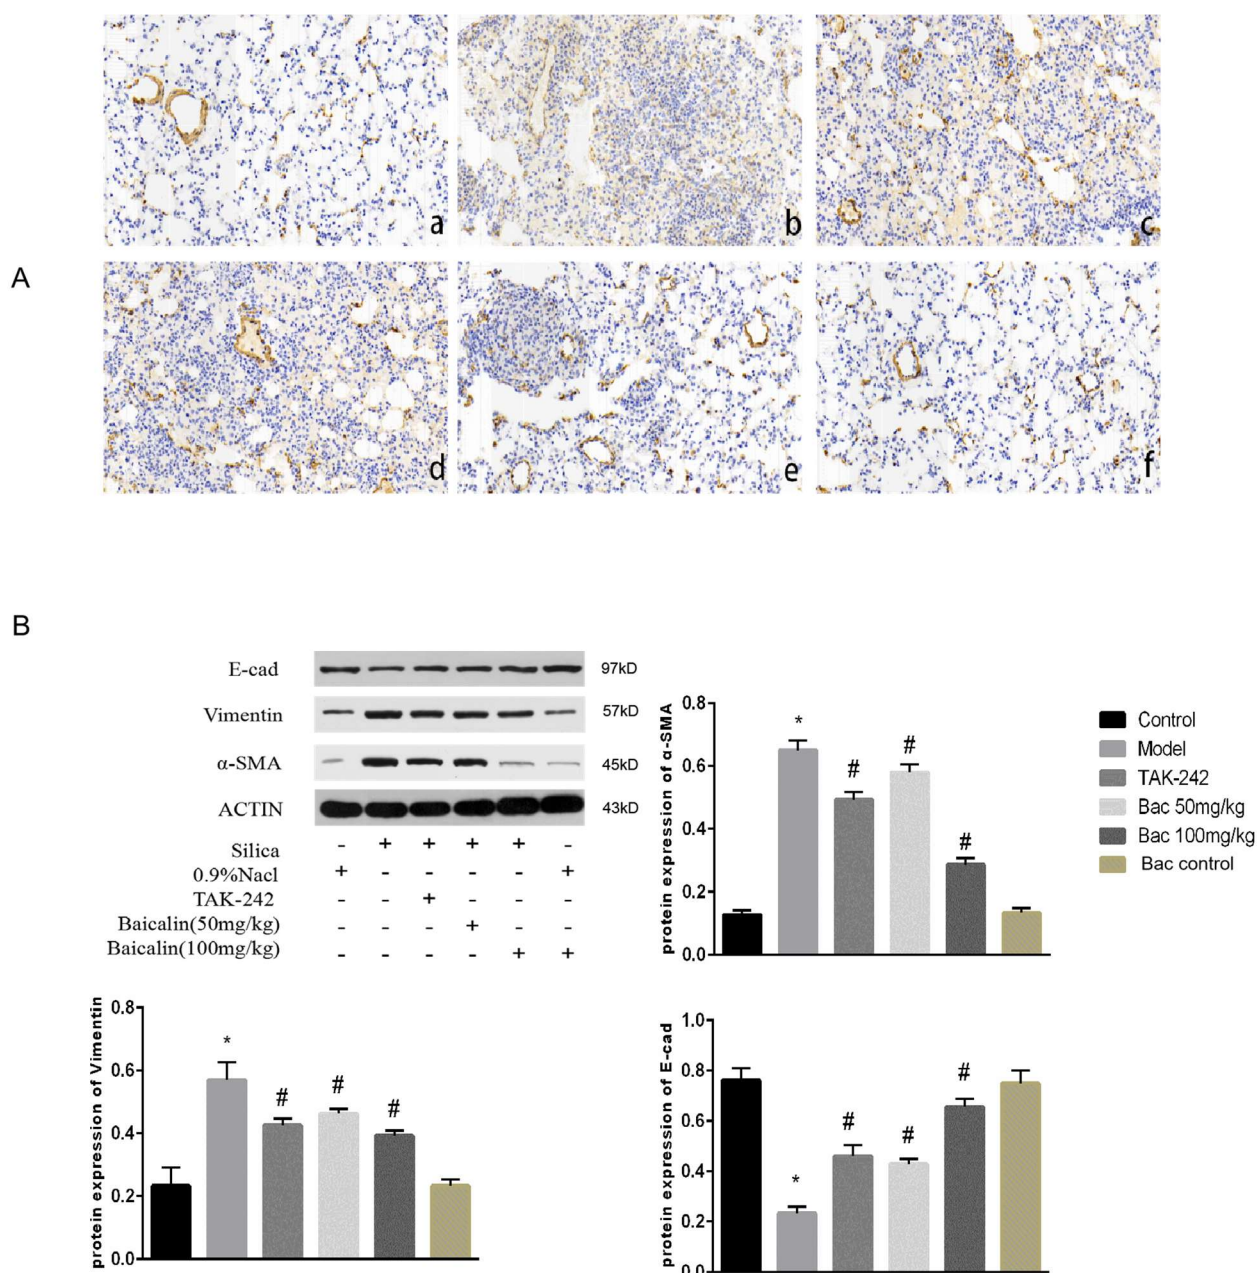 a
b
c
A
d
e
f
B
E-cad 97kD
Vimentin 57kD
α-SMA 45kD
ACTIN 43kD
Silica - + + + + -
0.9%Nacl + - - - - +
TAK-242 - - + - - -
Baicalin(50mg/kg) - - - + - -
Baicalin(100mg/kg) - - - - + +
protein expression of α-SMA
0.8
0.6
0.4
0.2
0.0
*
#
#
#
Control
Model
TAK-242
Bac 50mg/kg
Bac 100mg/kg
Bac control
protein expression of Vimentin
0.8
0.6
0.4
0.2
0.0
*
#
#
#
protein expression of E-cad
1.0
0.8
0.6
0.4
0.2
0.0
*
#
#
#